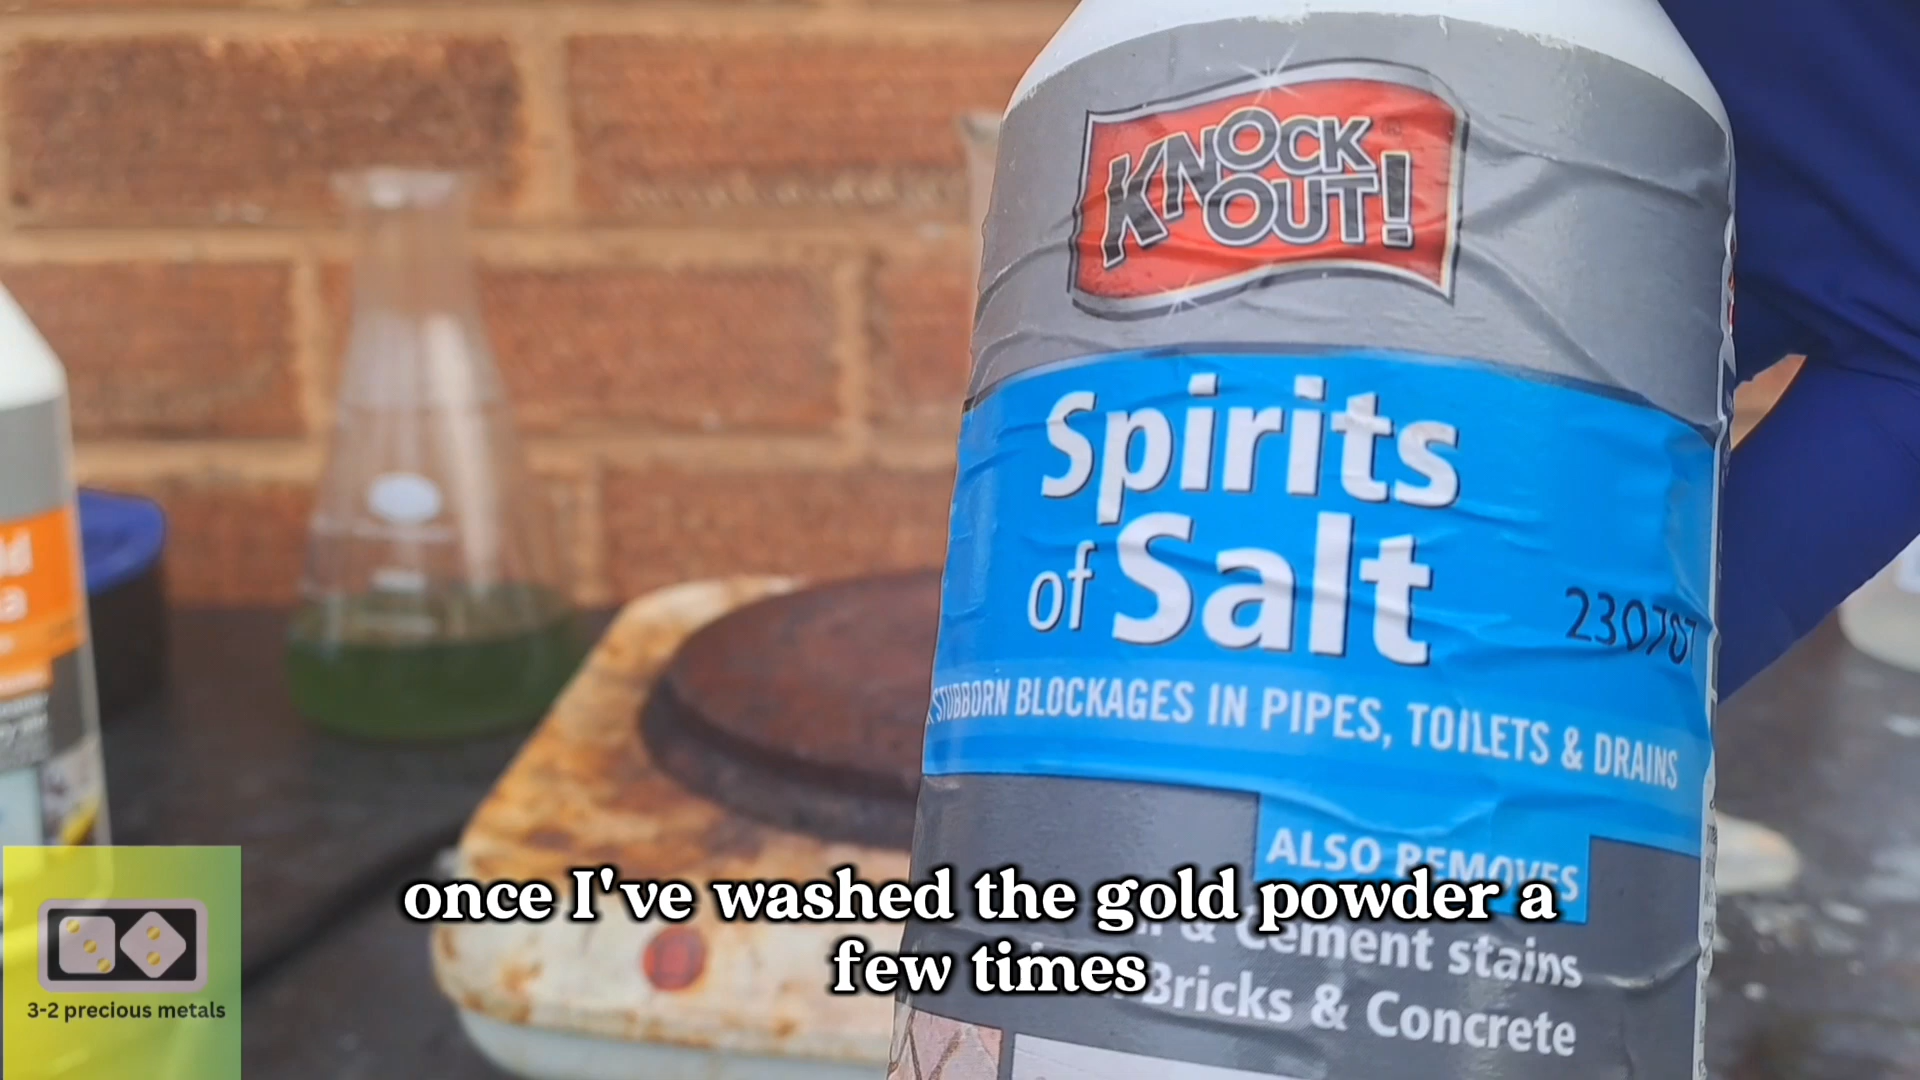 KNOCK
OUT!
Spirits
of Salt
230707
STUBBORN BLOCKAGES IN PIPES, TOILETS & DRAINS
ALSO REMOVES
& Cement stains
Bricks & Concrete
once I've washed the gold powder a
few times
3-2 precious metals